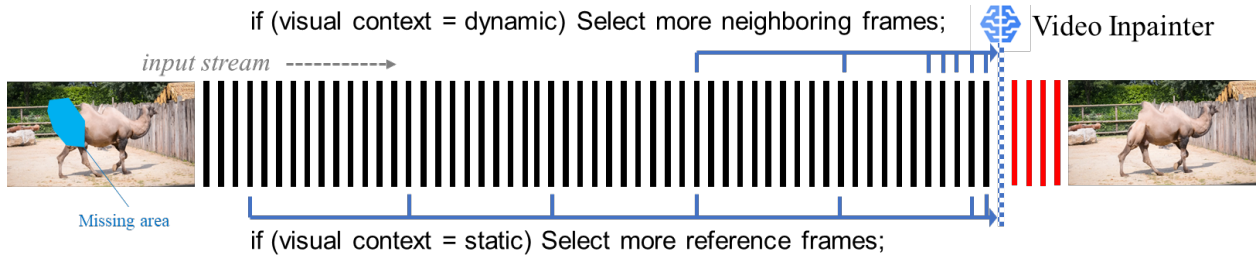 if (visual context = dynamic) Select more neighboring frames;
Video Inpainter
input stream
Missing area
if (visual context = static) Select more reference frames;